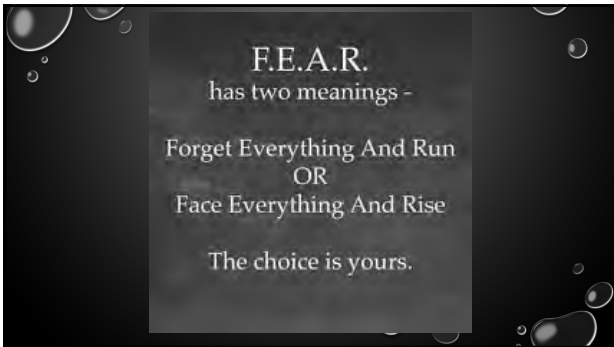 F.E.A.R.
has two meanings -
Forget Everything And Run
OR
Face Everything And Rise
The choice is yours.